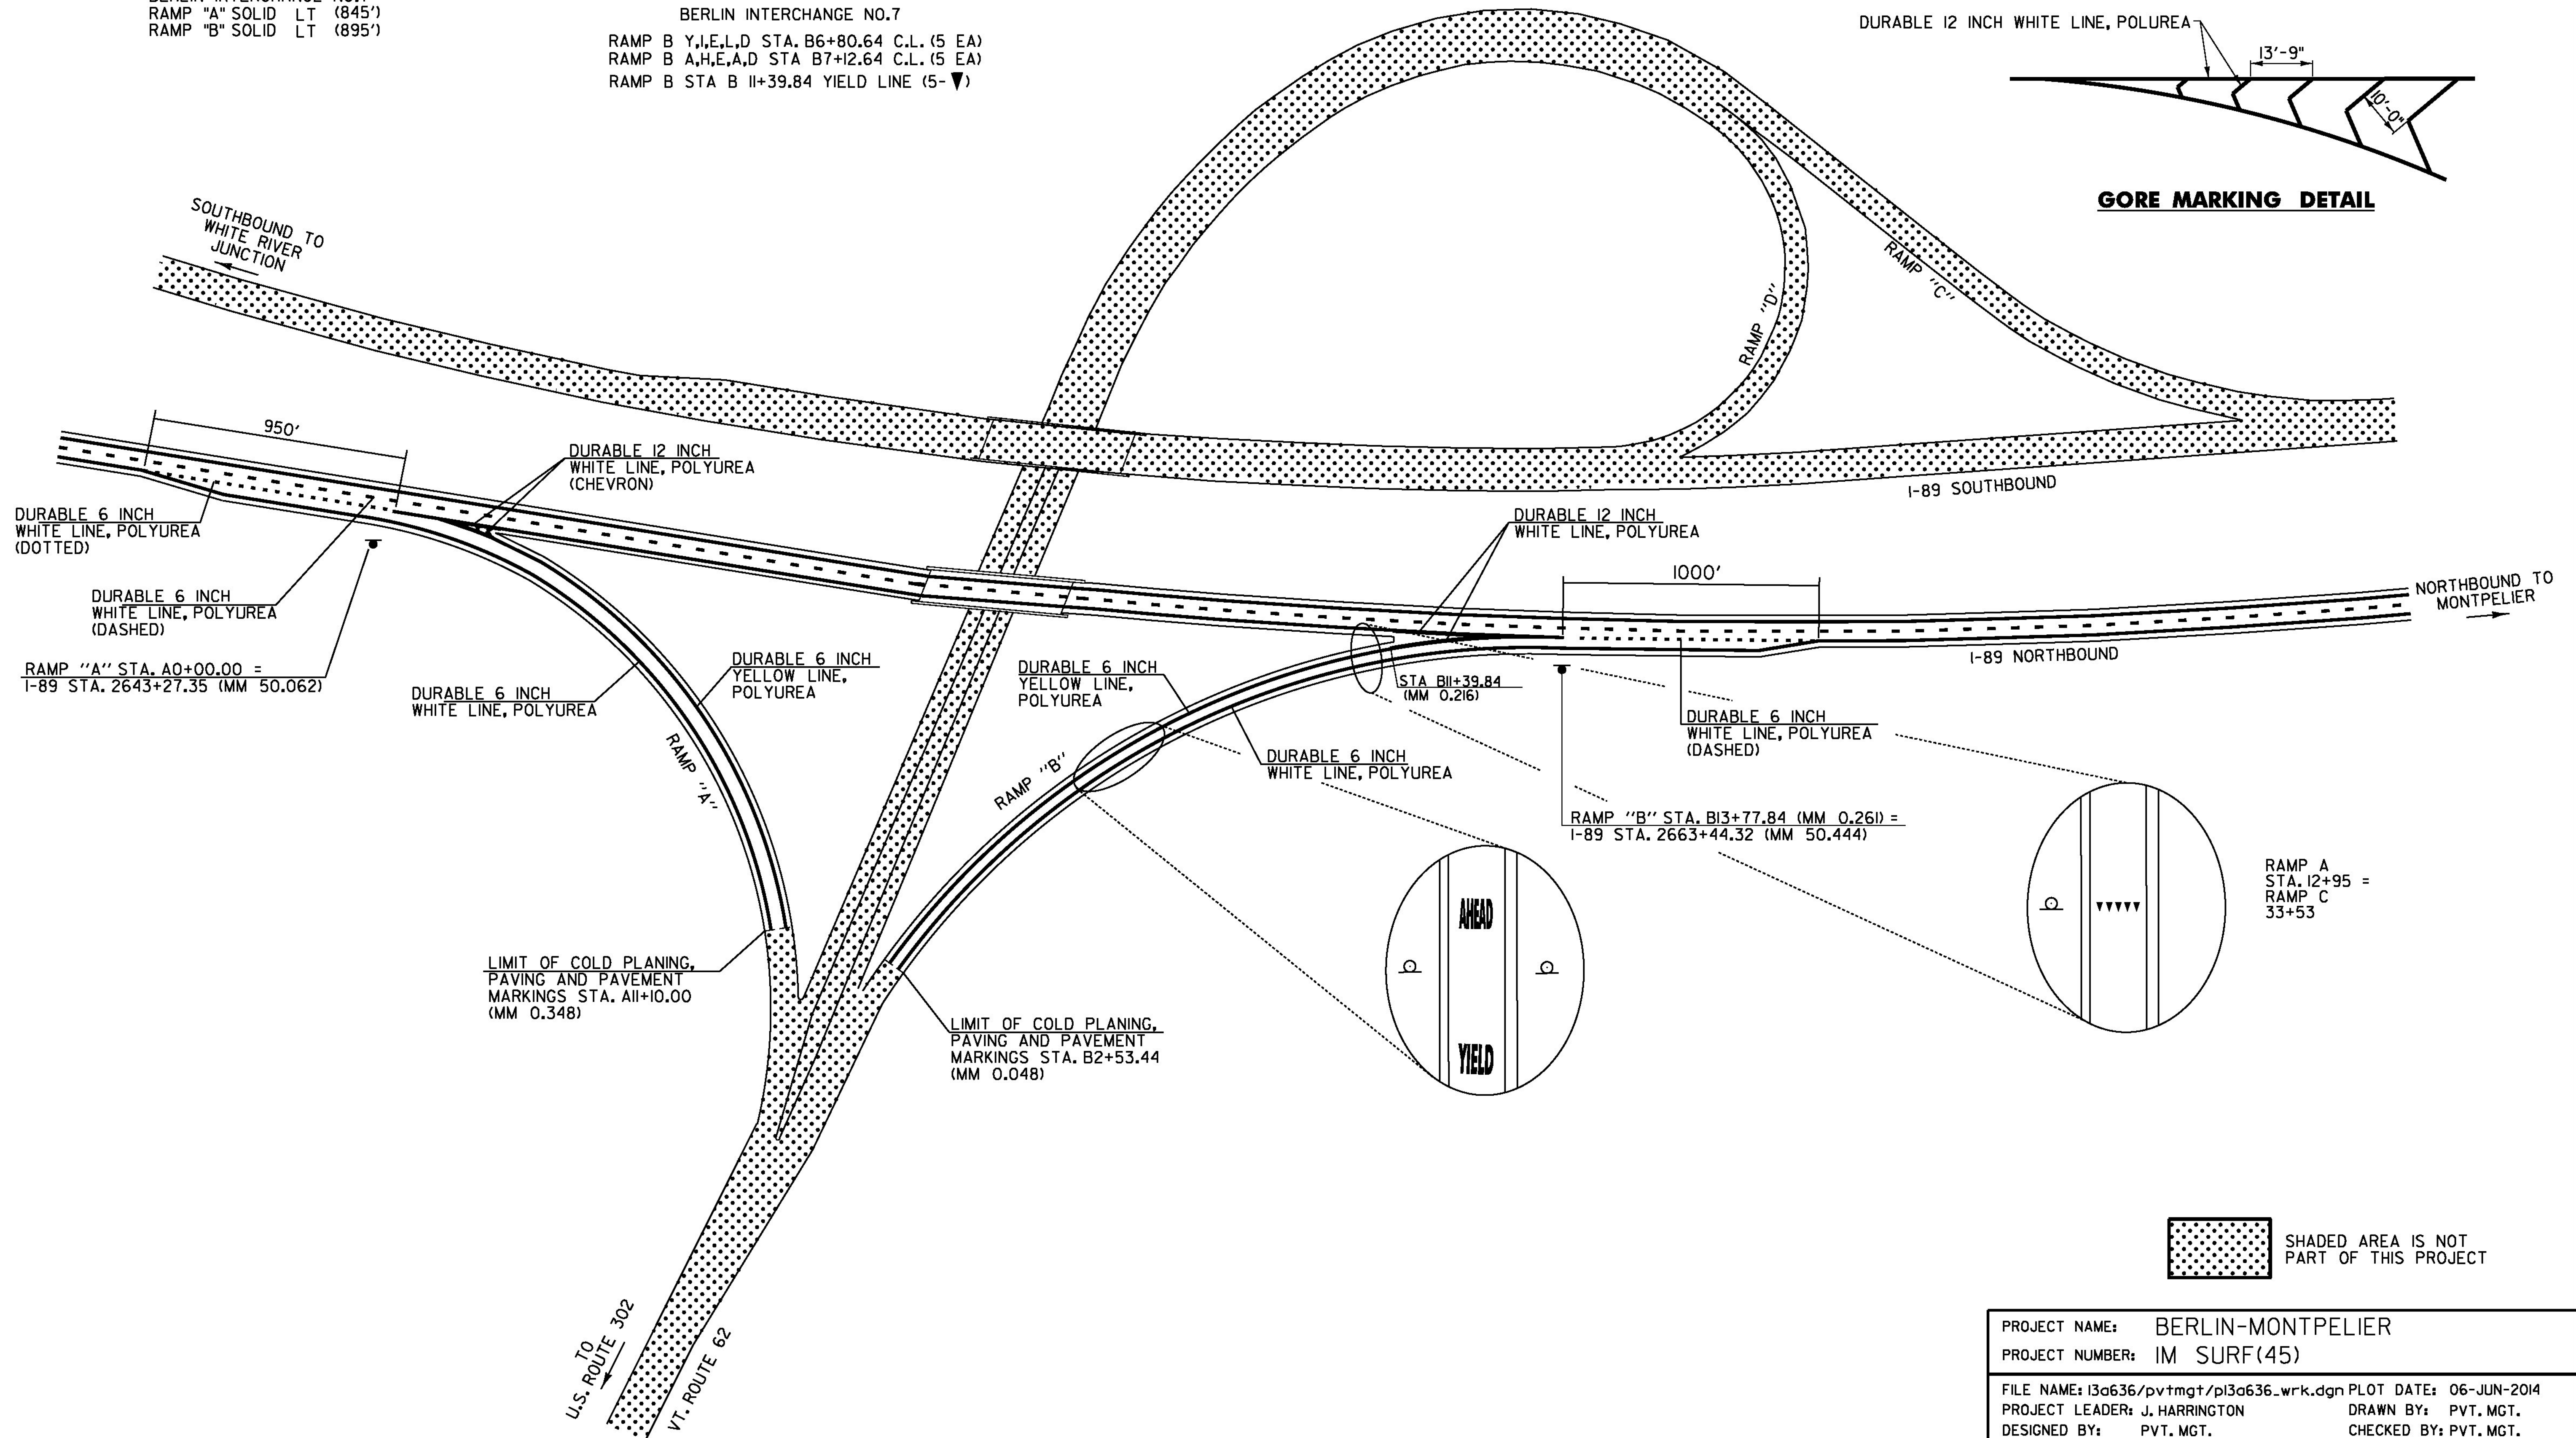 RAMP "A" SOLID LT (845')
RAMP "B" SOLID LT (895')
BERLIN INTERCHANGE NO.7
RAMP B Y,I,E,L,D STA. B6+80.64 C.L. (5 EA)
RAMP B A,H,E,A,D STA B7+12.64 C.L. (5 EA)
RAMP B STA B 11+39.84 YIELD LINE (5-▼)
DURABLE 12 INCH WHITE LINE, POLUREA
13'-9"
10'-0"
GORE MARKING DETAIL
SOUTHBOUND TO
WHITE RIVER
JUNCTION
RAMP "C"
RAMP "D"
950'
DURABLE 12 INCH
WHITE LINE, POLYUREA
(CHEVRON)
I-89 SOUTHBOUND
DURABLE 6 INCH
WHITE LINE, POLYUREA
(DOTTED)
DURABLE 12 INCH
WHITE LINE, POLYUREA
1000'
NORTHBOUND TO
MONTPELIER
DURABLE 6 INCH
WHITE LINE, POLYUREA
(DASHED)
I-89 NORTHBOUND
RAMP "A" STA. A0+00.00 =
I-89 STA. 2643+27.35 (MM 50.062)
DURABLE 6 INCH
WHITE LINE, POLYUREA
DURABLE 6 INCH
YELLOW LINE,
POLYUREA
DURABLE 6 INCH
YELLOW LINE,
POLYUREA
STA B11+39.84
(MM 0.216)
DURABLE 6 INCH
WHITE LINE, POLYUREA
(DASHED)
RAMP "A"
RAMP "B"
DURABLE 6 INCH
WHITE LINE, POLYUREA
RAMP "B" STA. B13+77.84 (MM 0.261) =
I-89 STA. 2663+44.32 (MM 50.444)
AHEAD
YIELD
RAMP A
STA. 12+95 =
RAMP C
33+53
LIMIT OF COLD PLANING,
PAVING AND PAVEMENT
MARKINGS STA. A11+10.00
(MM 0.348)
LIMIT OF COLD PLANING,
PAVING AND PAVEMENT
MARKINGS STA. B2+53.44
(MM 0.048)
SHADED AREA IS NOT
PART OF THIS PROJECT
TO
U.S. ROUTE 302
VT. ROUTE 62
PROJECT NAME: BERLIN-MONTPELIER
PROJECT NUMBER: IM SURF(45)
FILE NAME: 13a636/pvtmgt/p13a636_wrk.dgn PLOT DATE: 06-JUN-2014
PROJECT LEADER: J. HARRINGTON DRAWN BY: PVT. MGT.
DESIGNED BY: PVT. MGT. CHECKED BY: PVT. MGT.